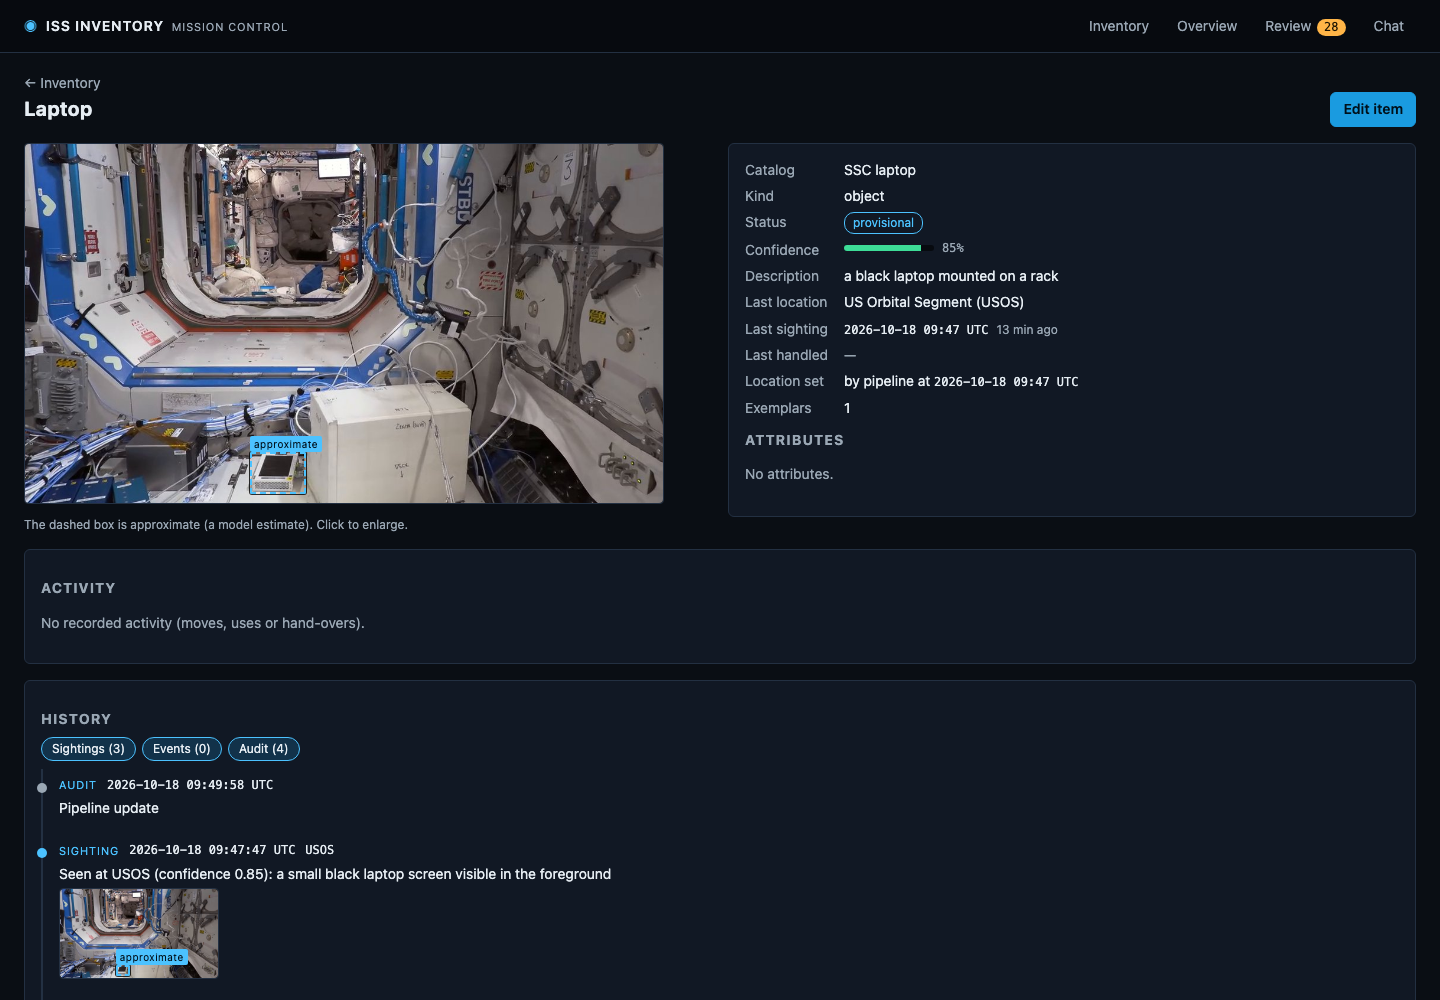 ISS INVENTORY MISSION CONTROL
Inventory
Overview
Review 28
Chat
← Inventory
Laptop
Edit item
3
STBD
approximate
The dashed box is approximate (a model estimate). Click to enlarge.
Catalog SSC laptop
Kind object
Status provisional
Confidence 85%
Description a black laptop mounted on a rack
Last location US Orbital Segment (USOS)
Last sighting 2026-10-18 09:47 UTC 13 min ago
Last handled —
Location set by pipeline at 2026-10-18 09:47 UTC
Exemplars 1
ATTRIBUTES
No attributes.
ACTIVITY
No recorded activity (moves, uses or hand-overs).
HISTORY
Sightings (3) Events (0) Audit (4)
AUDIT 2026-10-18 09:49:58 UTC
Pipeline update
SIGHTING 2026-10-18 09:47:47 UTC USOS
Seen at USOS (confidence 0.85): a small black laptop screen visible in the foreground
approximate